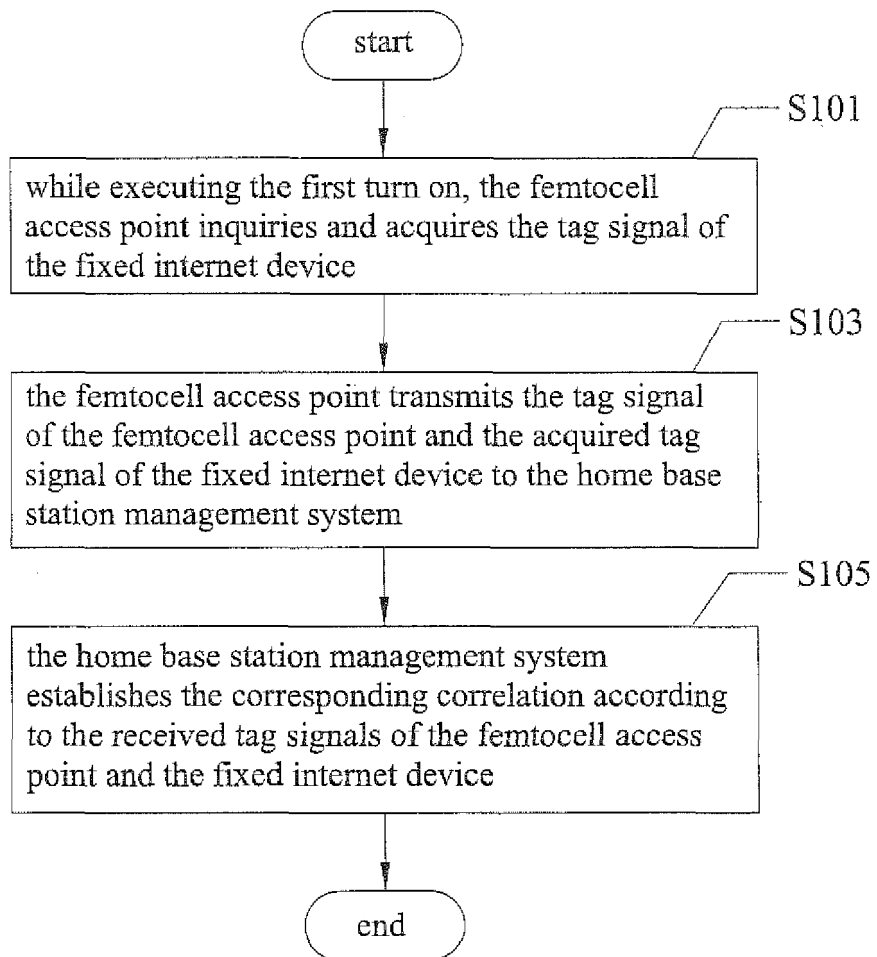 start
S101
while executing the first turn on, the femtocell
access point inquiries and acquires the tag signal of
the fixed internet device
S103
the femtocell access point transmits the tag signal
of the femtocell access point and the acquired tag
signal of the fixed internet device to the home base
station management system
S105
the home base station management system
establishes the corresponding correlation according
to the received tag signals of the femtocell access
point and the fixed internet device
end